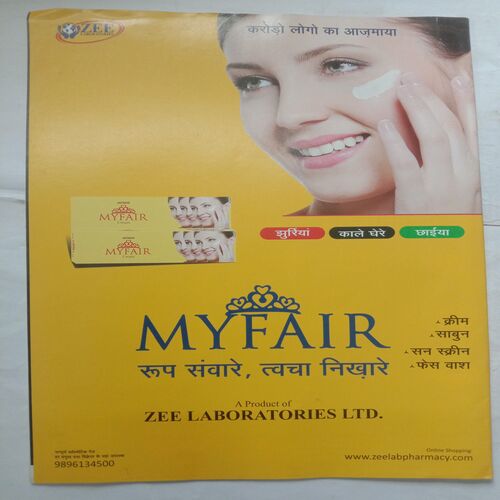 ZEE
LABORATORIES
करोड़ो लोगो का आज़माया
MYFAIR
MYFAIR
झुर्रियां
काले घेरे
छाईया
MYFAIR
रूप संवारे, त्वचा निख़ारे
क्रीम
साबुन
सन स्क्रीन
फेस वाश
A Product of
ZEE LABORATORIES LTD.
9896134500
Online Shopping:
www.zeelabpharmacy.com